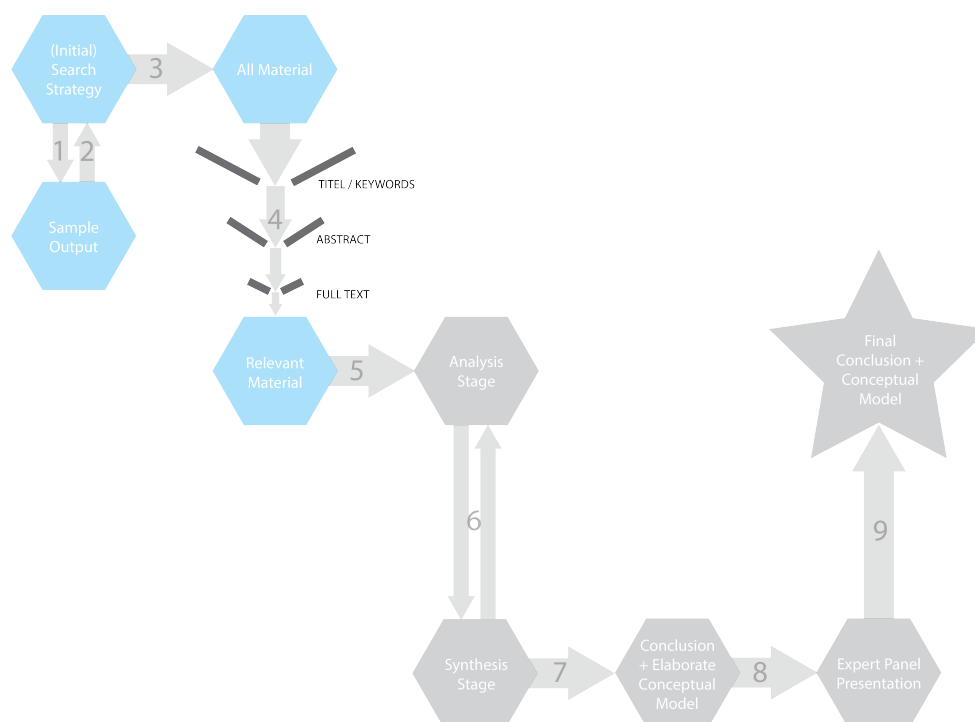 (Initial)
Search
Strategy
3
All Material
1
2
TITEL / KEYWORDS
Sample
Output
4
ABSTRACT
FULL TEXT
Relevant
Material
5
Analysis
Stage
Final
Conclusion +
Conceptual
Model
6
9
Synthesis
Stage
7
Conclusion
+ Elaborate
Conceptual
Model
8
Expert Panel
Presentation